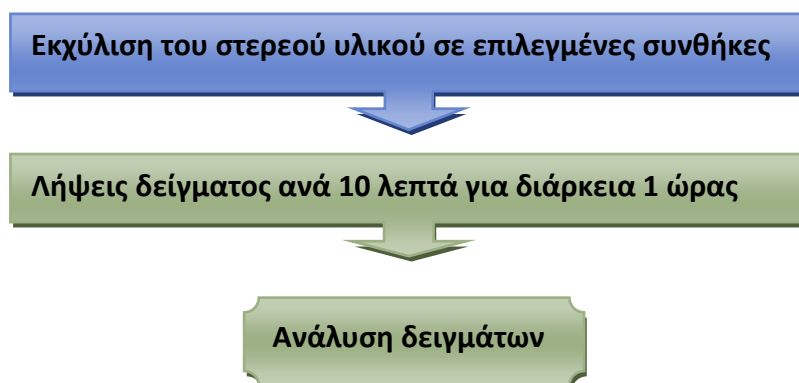 Εκχύλιση του στερεού υλικού σε επιλεγμένες συνθήκες
Λήψεις δείγματος ανά 10 λεπτά για διάρκεια 1 ώρας
Ανάλυση δειγμάτων